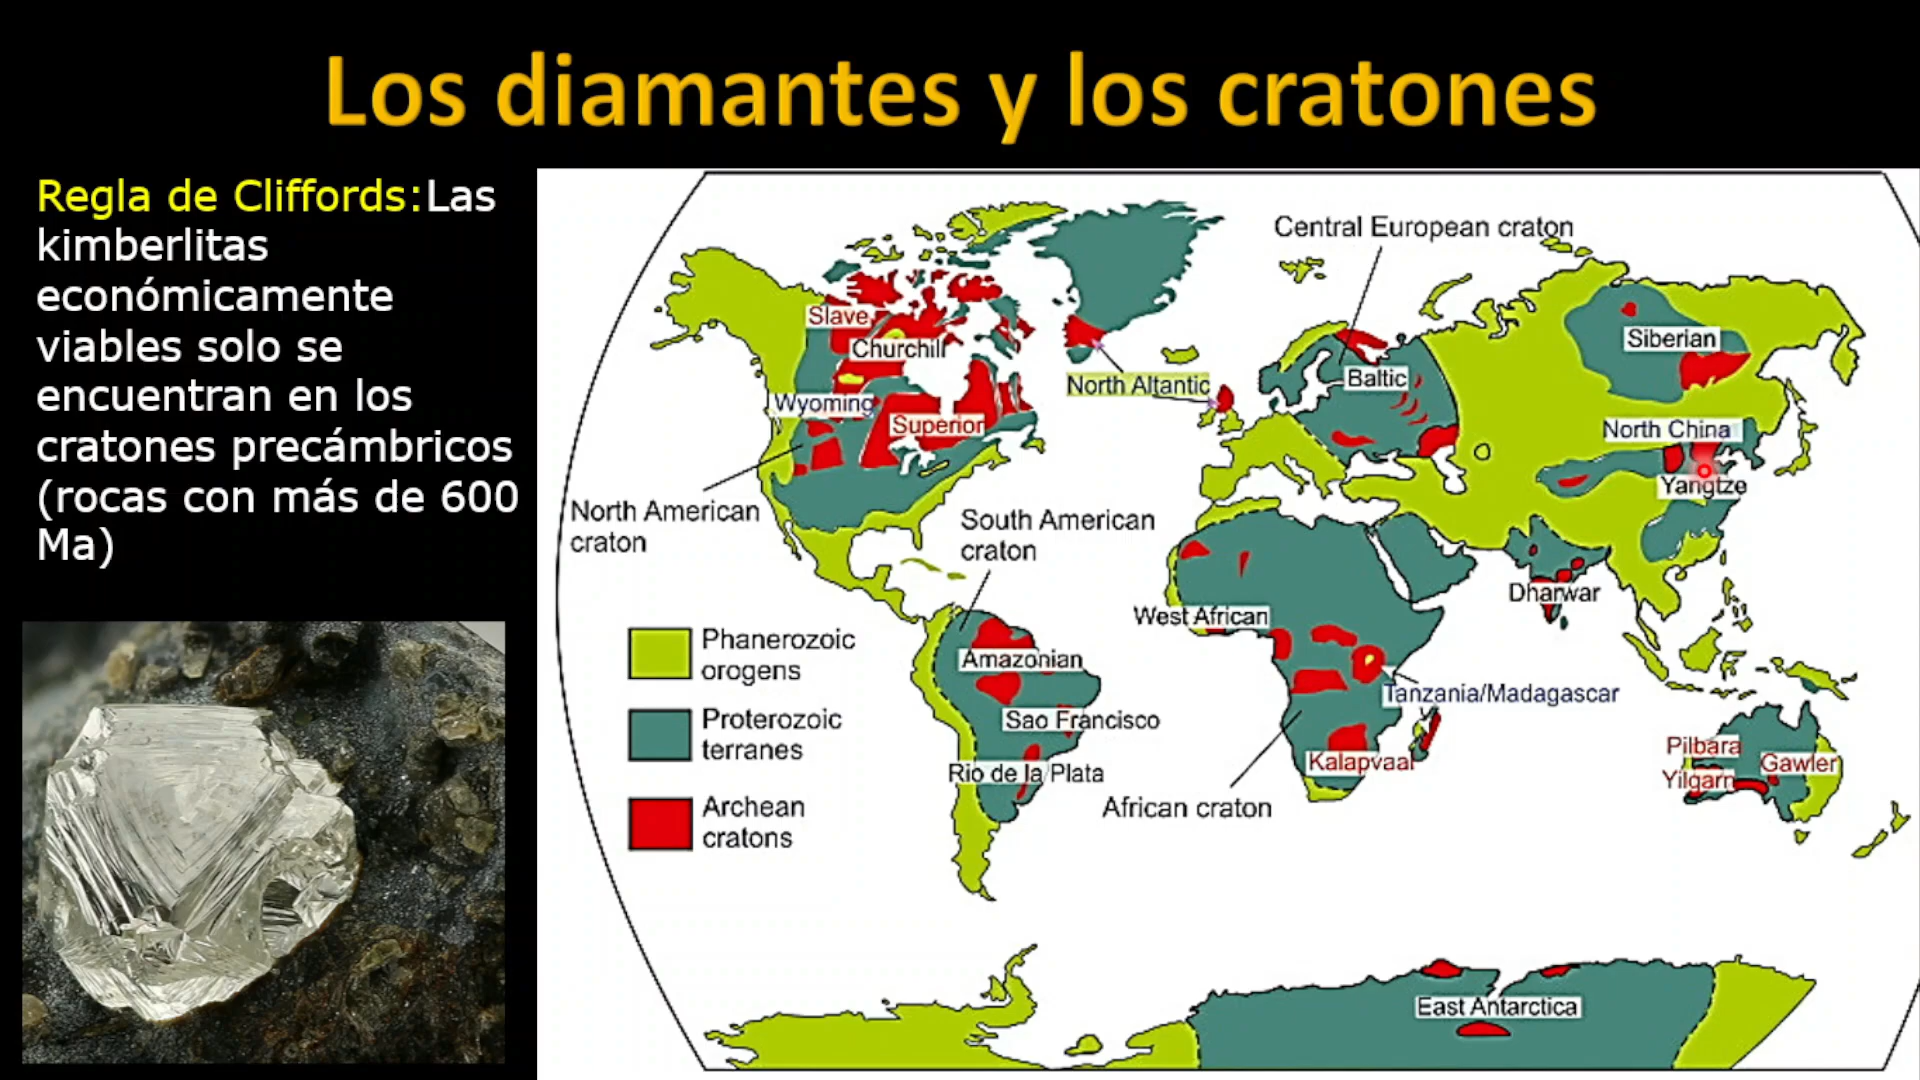 Los diamantes y los cratones
Regla de Cliffords:Las
kimberlitas
económicamente
viables solo se
encuentran en los
cratones precámbricos
(rocas con más de 600
Ma)
Central European craton
Slave
Churchill
Siberian
North Altantic
Baltic
Wyoming
Superior
North China
Yangtze
North American
craton
South American
craton
Dharwar
West African
Phanerozoic
orogens
Amazonian
Tanzania/Madagascar
Proterozoic
terranes
Sao Francisco
Pilbara
Kalapvaal
Gawler
Rio de la Plata
Yilgarn
Archean
cratons
African craton
East Antarctica